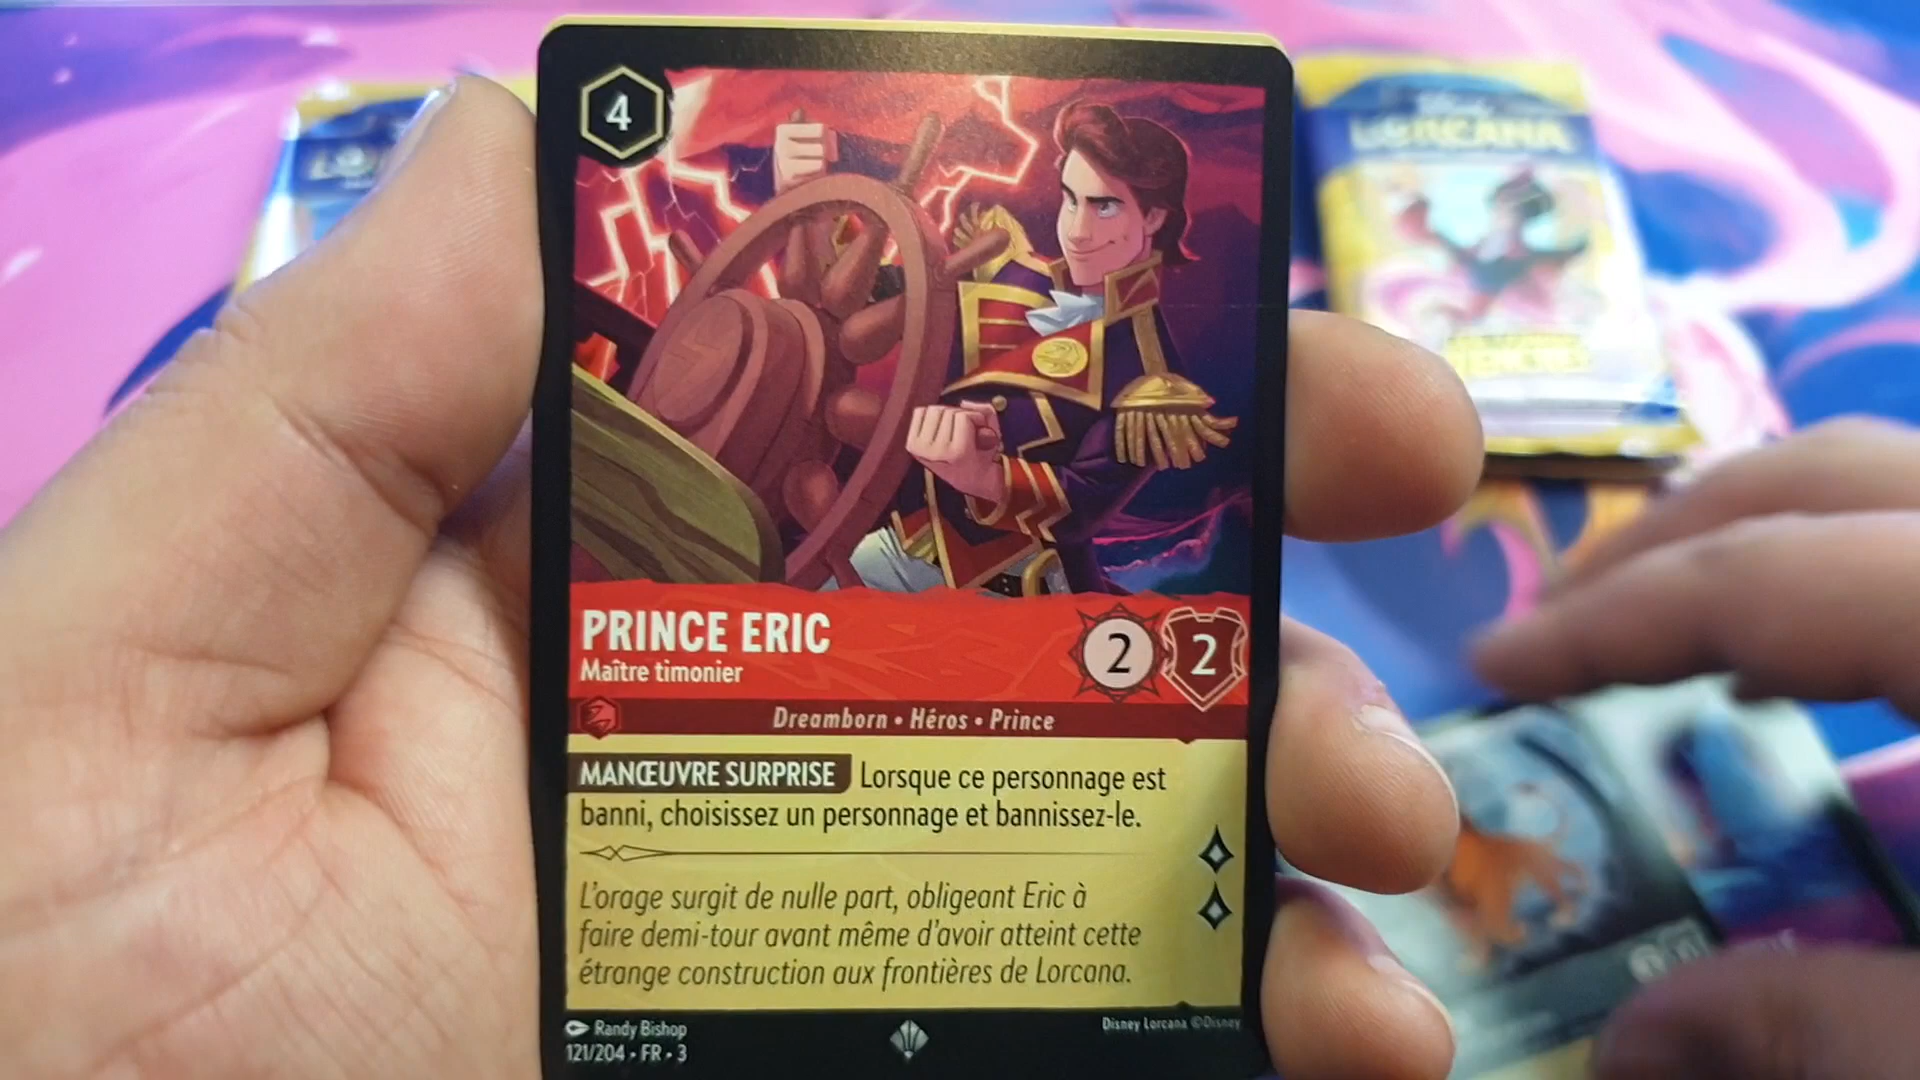 LORCANA
4
PRINCE ERIC
Maître timonier
2
2
Dreamborn • Héros • Prince
MANŒUVRE SURPRISE Lorsque ce personnage est
banni, choisissez un personnage et bannissez-le.
L'orage surgit de nulle part, obligeant Eric à
faire demi-tour avant même d'avoir atteint cette
étrange construction aux frontières de Lorcana.
Randy Bishop
Disney Lorcana ©Disney
121/204 • FR • 3